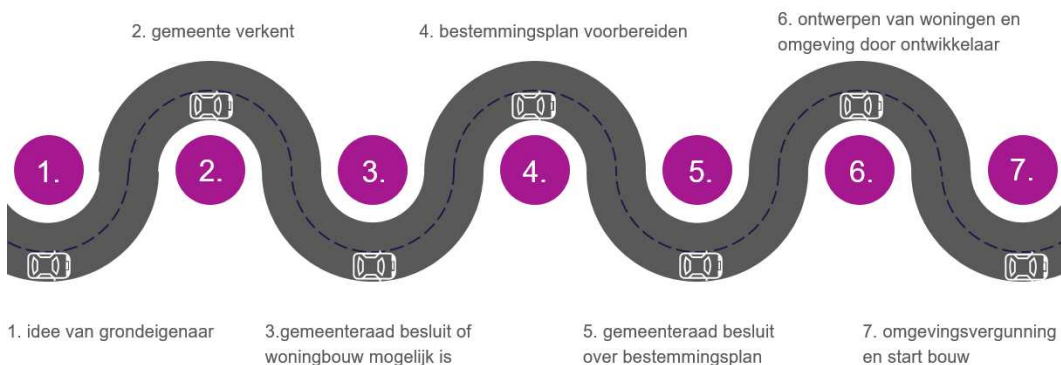 2. gemeente verkent
4. bestemmingsplan voorbereiden
6. ontwerpen van woningen en
omgeving door ontwikkelaar
1.
2.
3.
4.
5.
6.
7.
1. idee van grondeigenaar
3.gemeenteraad besluit of
woningbouw mogelijk is
5. gemeenteraad besluit
over bestemmingsplan
7. omgevingsvergunning
en start bouw